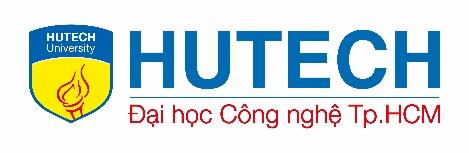 HUTECH
University
HUTECH
Đại học Công nghệ Tp.HCM